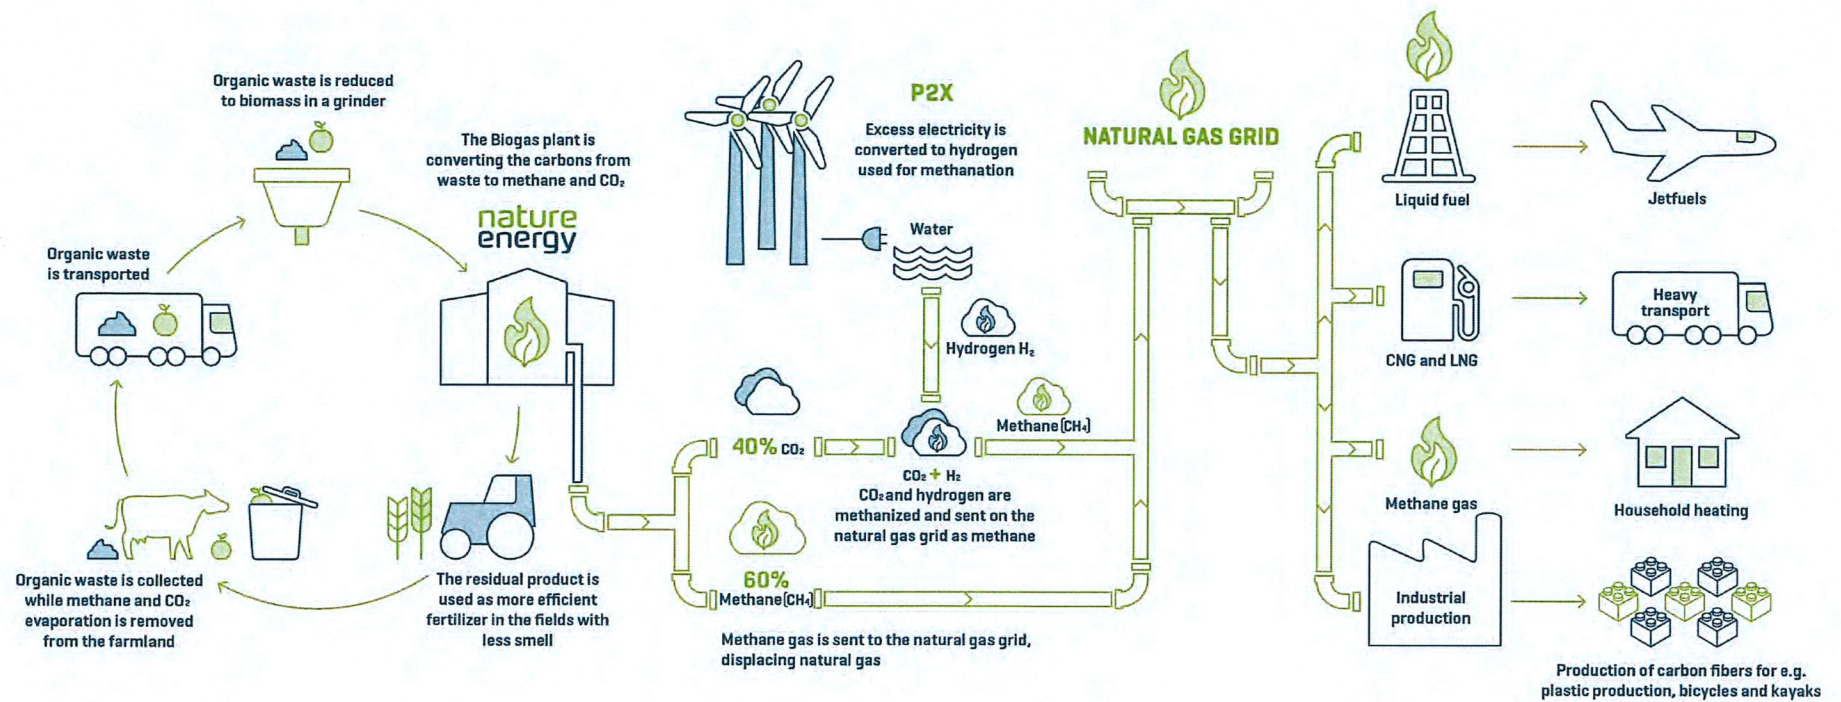 Organic waste is reduced
to biomass in a grinder
The Biogas plant is
converting the carbons from
waste to methane and CO₂
nature
energy
Organic waste
is transported
Organic waste is collected
while methane and CO₂
evaporation is removed
from the farmland
The residual product is
used as more efficient
fertilizer in the fields with
less smell
P2X
Excess electricity is
converted to hydrogen
used for methanation
Water
Hydrogen H₂
Methane (CH₄)
40% CO₂
CO₂ + H₂
CO₂ and hydrogen are
methanized and sent on the
natural gas grid as methane
60%
Methane (CH₄)
Methane gas is sent to the natural gas grid,
displacing natural gas
NATURAL GAS GRID
Liquid fuel
Jetfuels
CNG and LNG
Heavy
transport
Methane gas
Household heating
Industrial
production
Production of carbon fibers for e.g.
plastic production, bicycles and kayaks